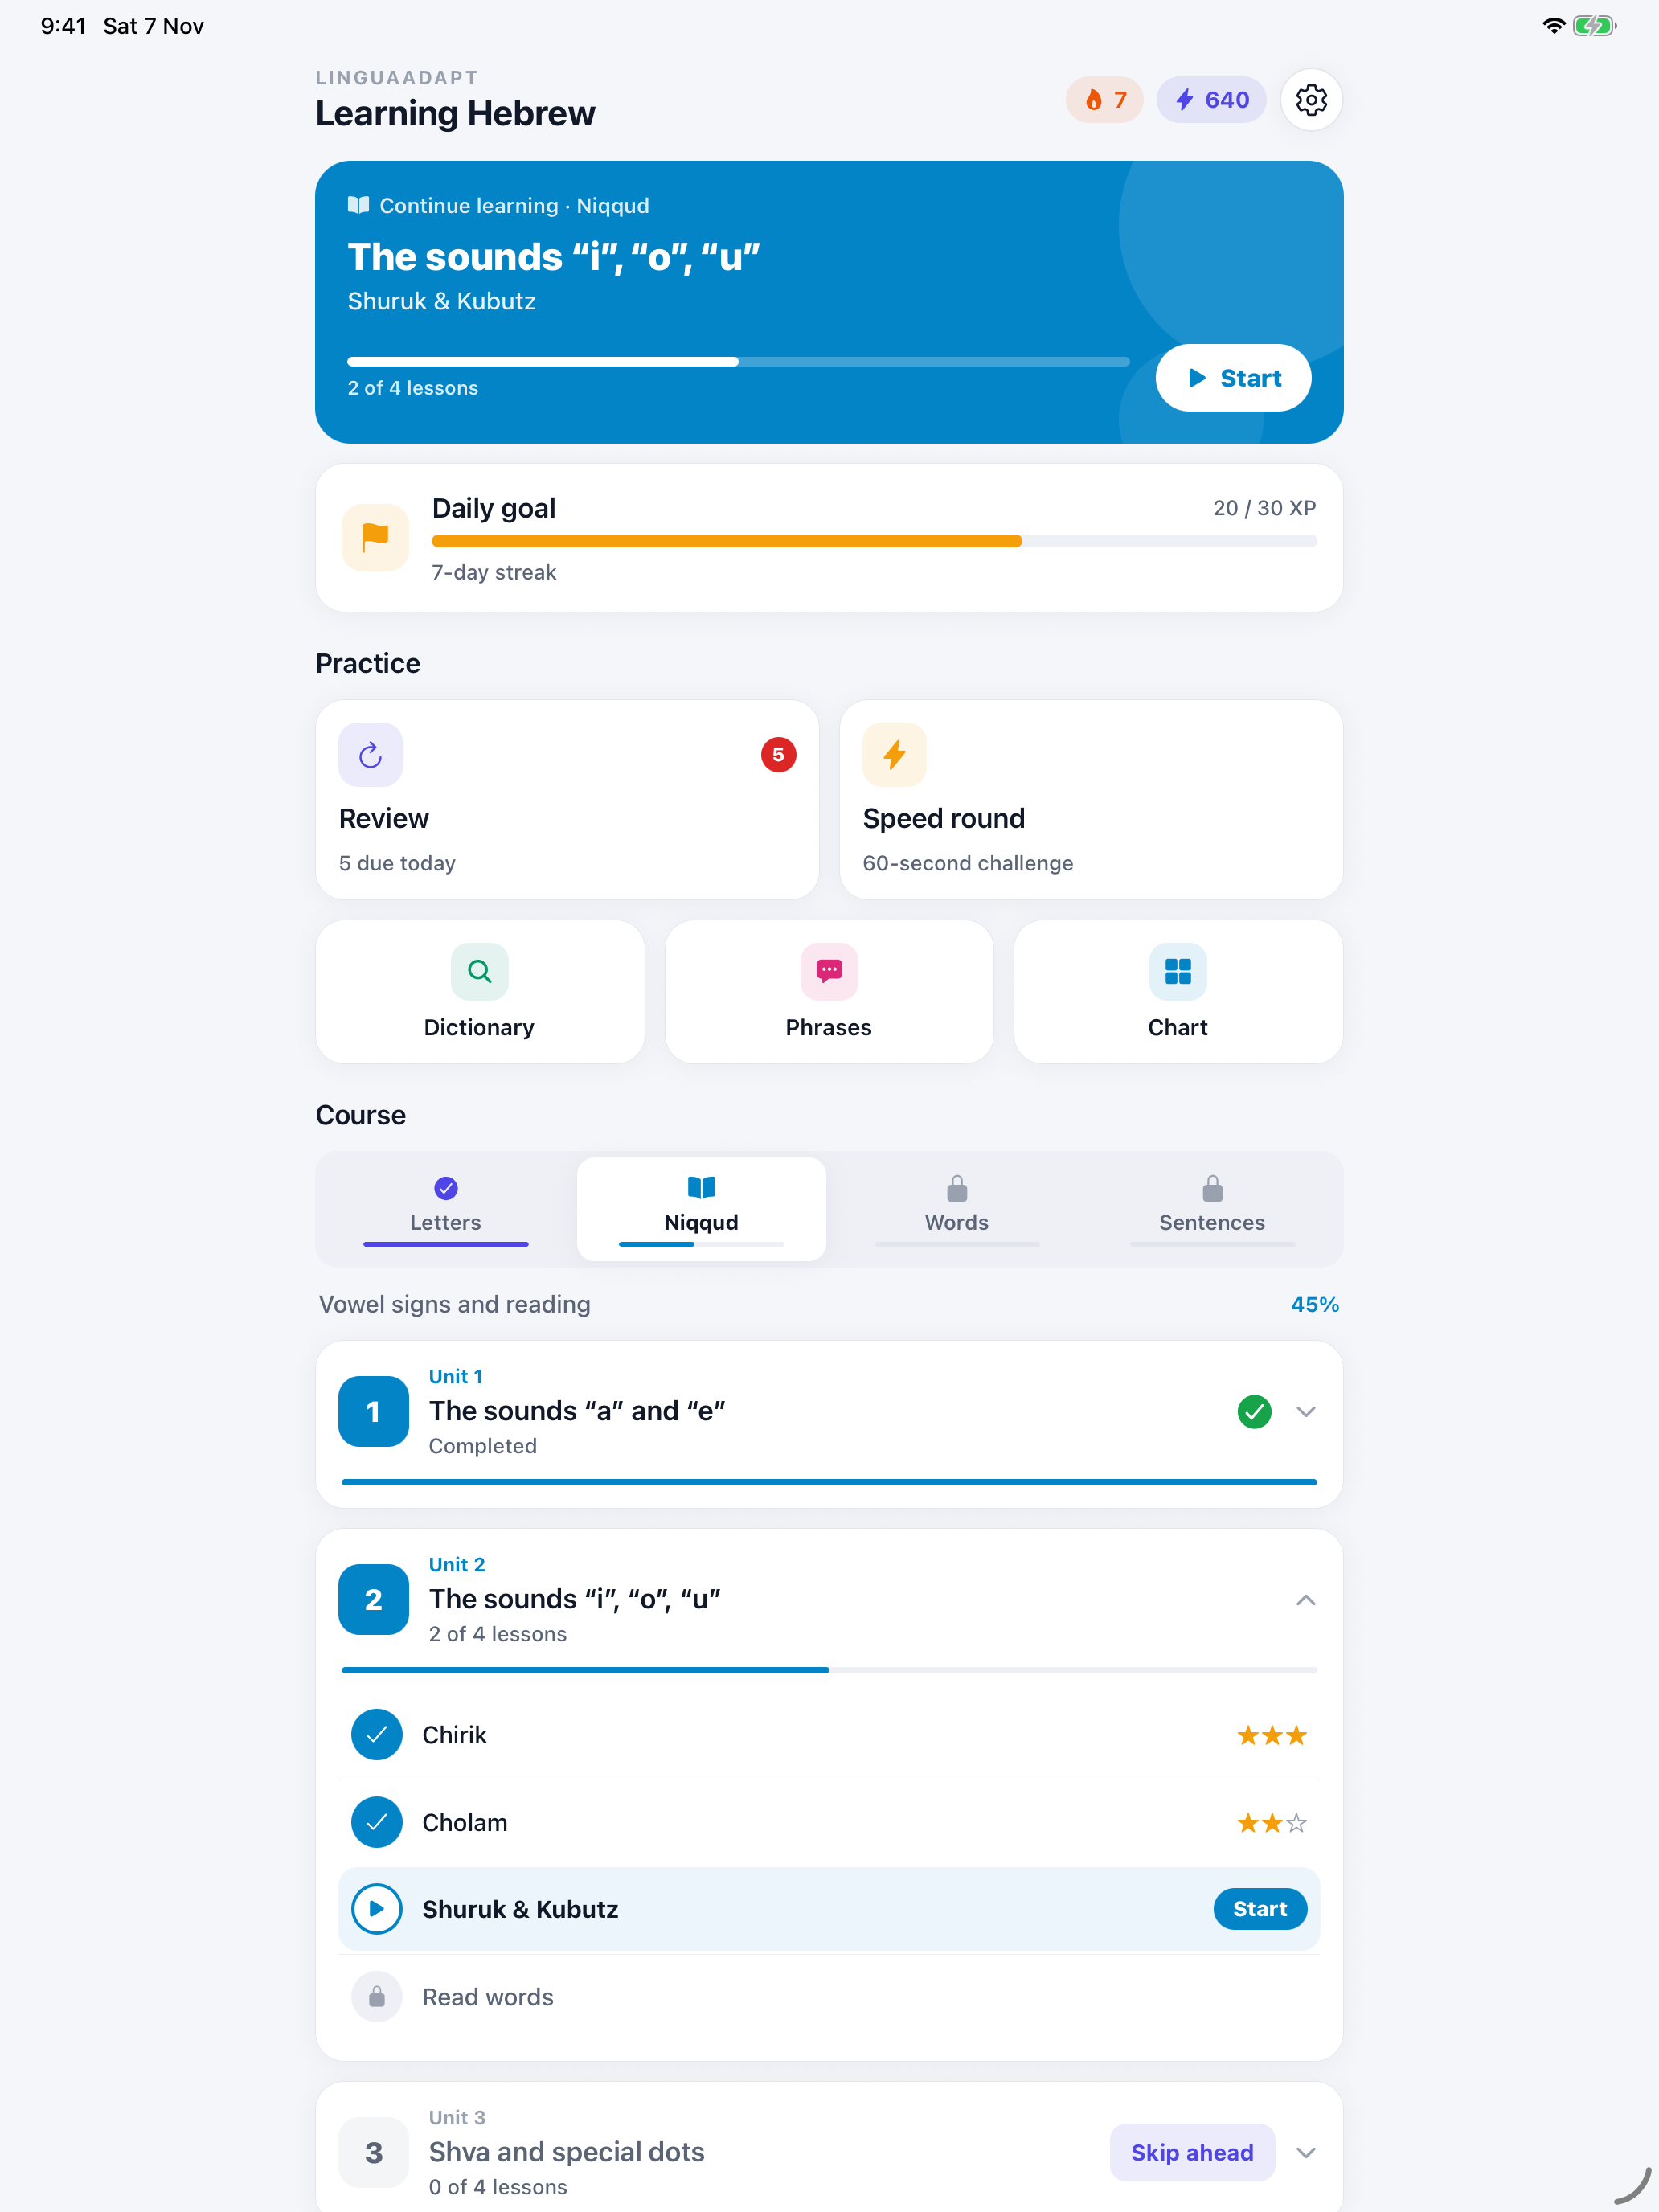 9:41 Sat 7 Nov
LINGUAADAPT
Learning Hebrew
7
640
Continue learning · Niqqud
The sounds “i”, “o”, “u”
Shuruk & Kubutz
2 of 4 lessons
Start
Daily goal
20 / 30 XP
7-day streak
Practice
5
Review
5 due today
Speed round
60-second challenge
Dictionary
Phrases
Chart
Course
Letters
Niqqud
Words
Sentences
Vowel signs and reading
45%
1
Unit 1
The sounds “a” and “e”
Completed
2
Unit 2
The sounds “i”, “o”, “u”
2 of 4 lessons
Chirik
Cholam
Shuruk & Kubutz
Start
Read words
3
Unit 3
Shva and special dots
0 of 4 lessons
Skip ahead